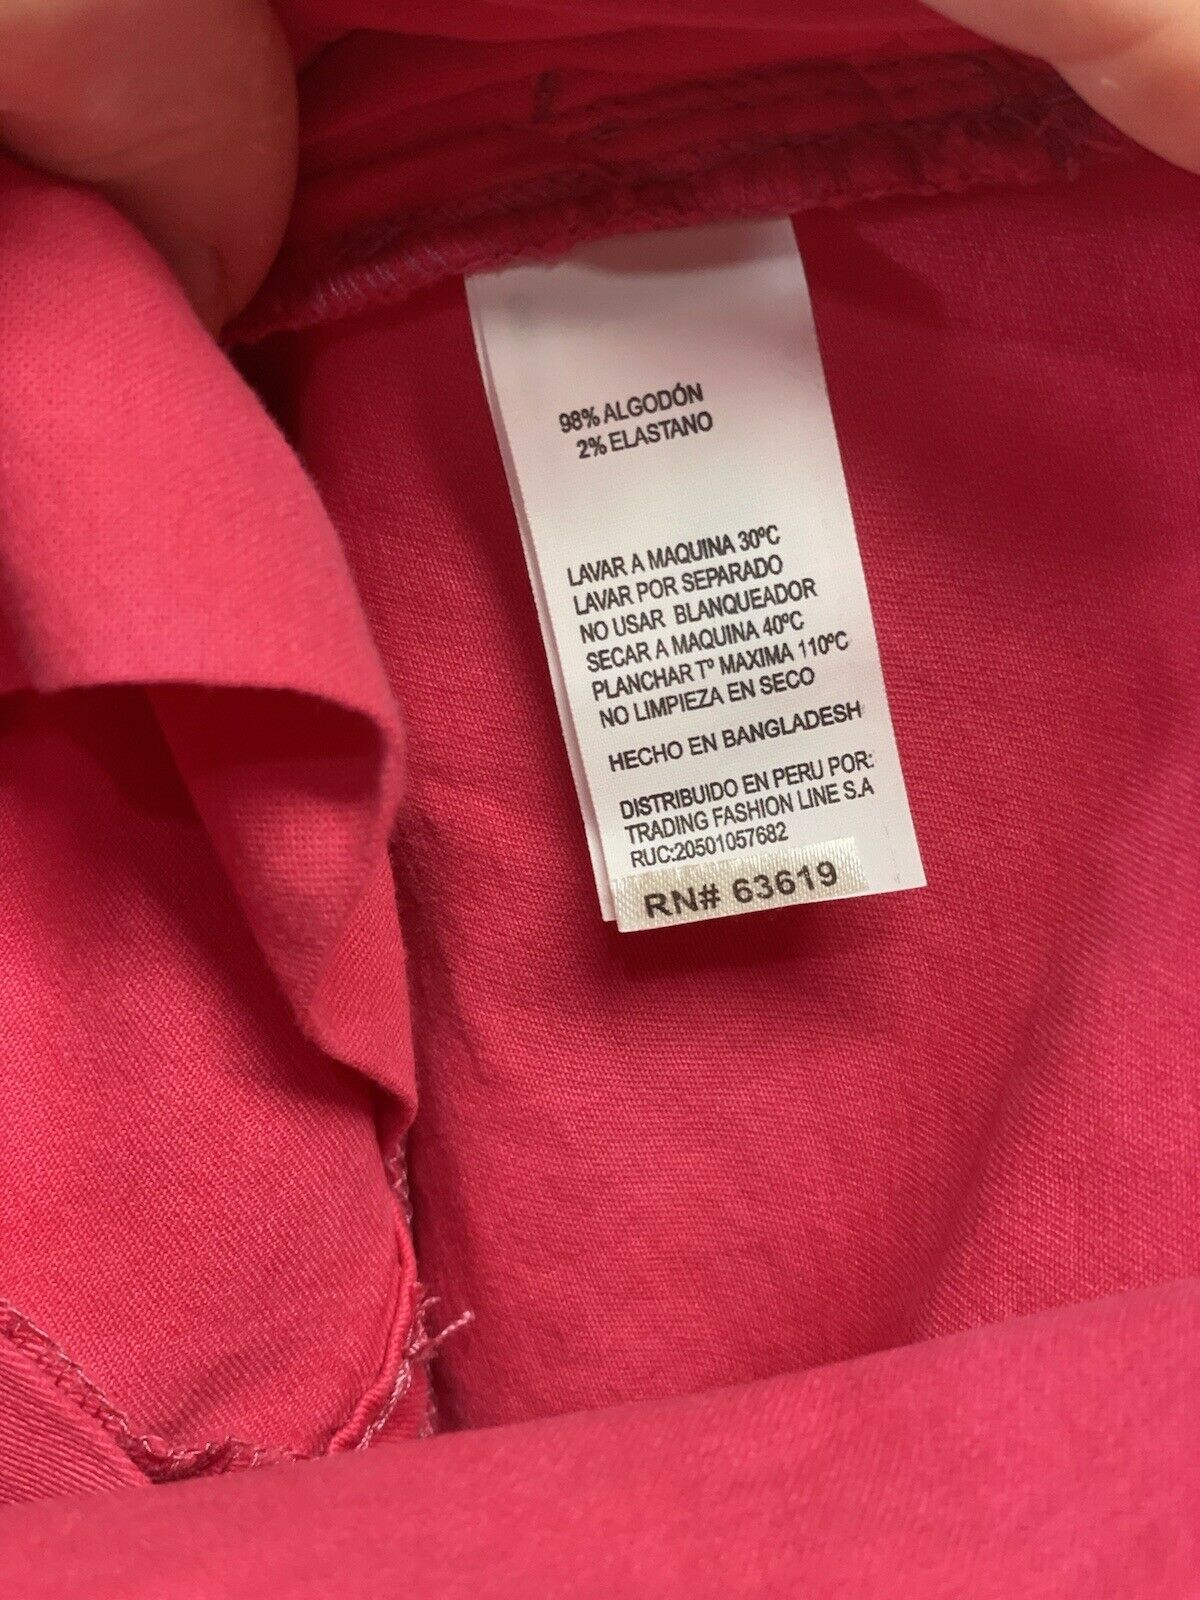 98% ALGODÓN
2% ELASTANO
LAVAR A MAQUINA 30ºC
LAVAR POR SEPARADO
NO USAR BLANQUEADOR
SECAR A MAQUINA 40ºC
PLANCHAR Tº MAXIMA 110ºC
NO LIMPIEZA EN SECO
HECHO EN BANGLADESH
DISTRIBUIDO EN PERU POR:
TRADING FASHION LINE S.A
RUC:20501057682
RN# 63619